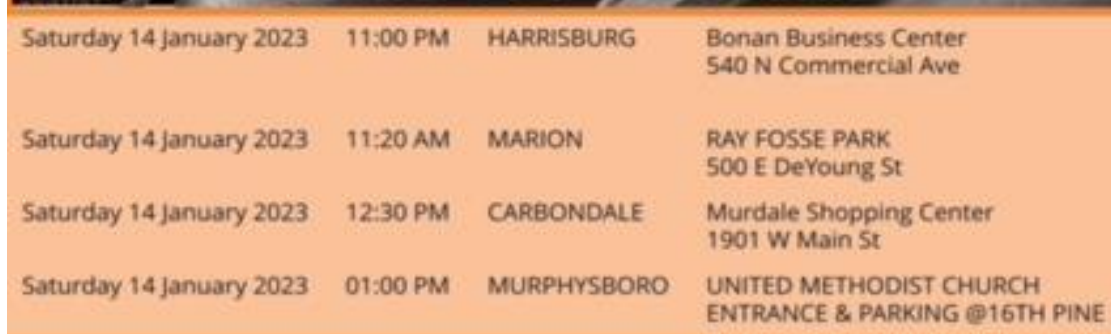 Saturday 14 January 2023 11:00 PM HARRISBURG Bonan Business Center
540 N Commercial Ave
Saturday 14 January 2023 11:20 AM MARION RAY FOSSE PARK
500 E DeYoung St
Saturday 14 January 2023 12:30 PM CARBONDALE Murdale Shopping Center
1901 W Main St
Saturday 14 January 2023 01:00 PM MURPHYSBORO UNITED METHODIST CHURCH
ENTRANCE & PARKING @16TH PINE